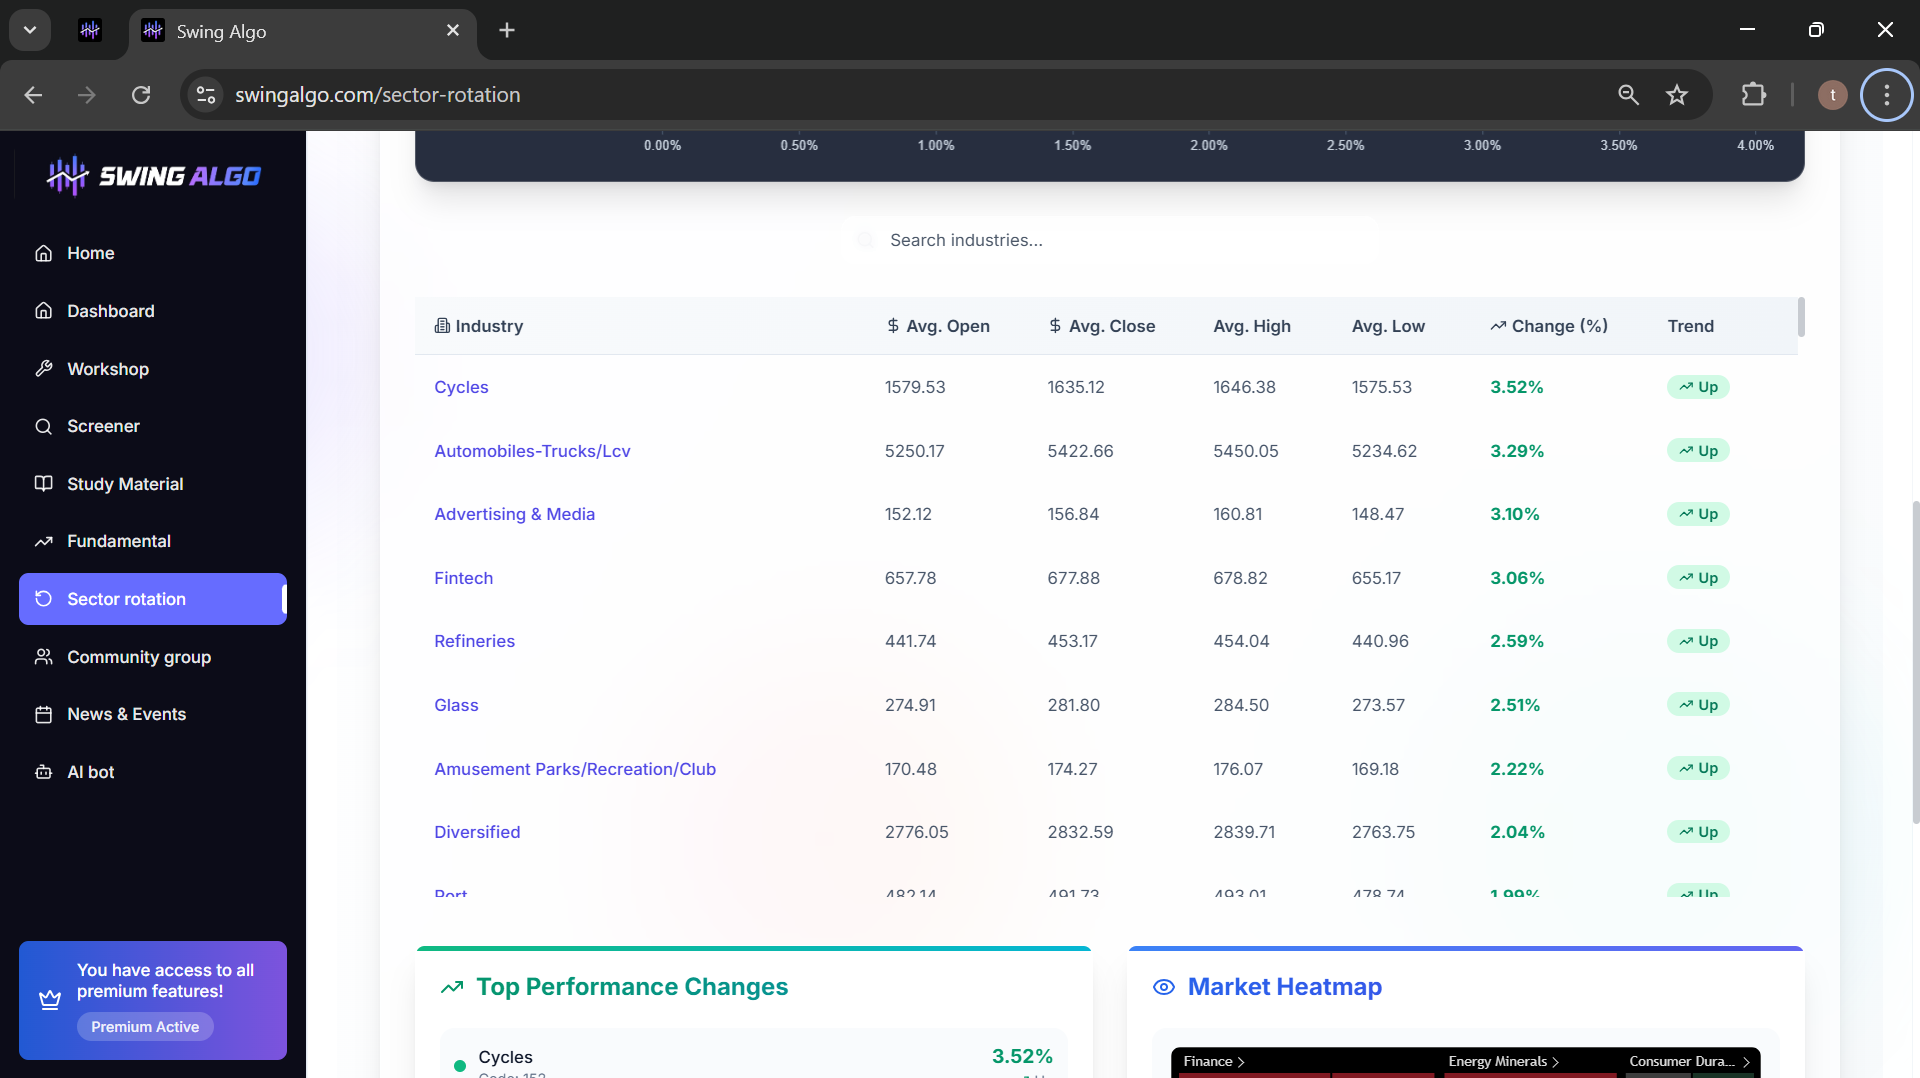 Swing Algo
swingalgo.com/sector-rotation
t
SWING ALGO
Home
Dashboard
Workshop
Screener
Study Material
Fundamental
Sector rotation
Community group
News & Events
AI bot
You have access to all
premium features!
Premium Active
0.00% 0.50% 1.00% 1.50% 2.00% 2.50% 3.00% 3.50% 4.00%
Search industries...
Industry $ Avg. Open $ Avg. Close Avg. High Avg. Low Change (%) Trend
Cycles 1579.53 1635.12 1646.38 1575.53 3.52% Up
Automobiles-Trucks/Lcv 5250.17 5422.66 5450.05 5234.62 3.29% Up
Advertising & Media 152.12 156.84 160.81 148.47 3.10% Up
Fintech 657.78 677.88 678.82 655.17 3.06% Up
Refineries 441.74 453.17 454.04 440.96 2.59% Up
Glass 274.91 281.80 284.50 273.57 2.51% Up
Amusement Parks/Recreation/Club 170.48 174.27 176.07 169.18 2.22% Up
Diversified 2776.05 2832.59 2839.71 2763.75 2.04% Up
Port 482.14 491.73 493.01 478.74 1.99% Up
Top Performance Changes
Cycles 3.52%
Code: 152
Market Heatmap
Finance > Energy Minerals > Consumer Dura... >